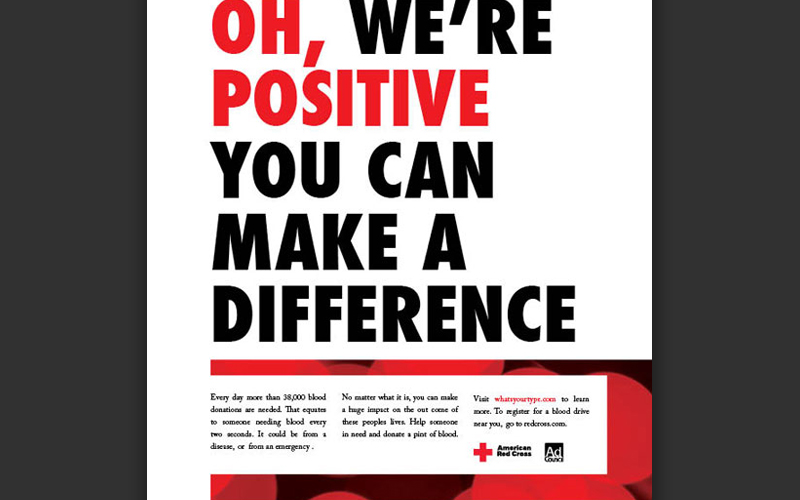 OH, WE'RE
POSITIVE
YOU CAN
MAKE A
DIFFERENCE
Every day more than 38,000 blood
donations are needed. That equates
to someone needing blood every
two seconds. It could be from a
disease, or from an emergency .
No matter what it is, you can make
a huge impact on the out come of
these peoples lives. Help someone
in need and donate a pint of blood.
Visit whatsyourtype.com to learn
more. To register for a blood drive
near you, go to redcross.com.
American
Red Cross
Ad
Council